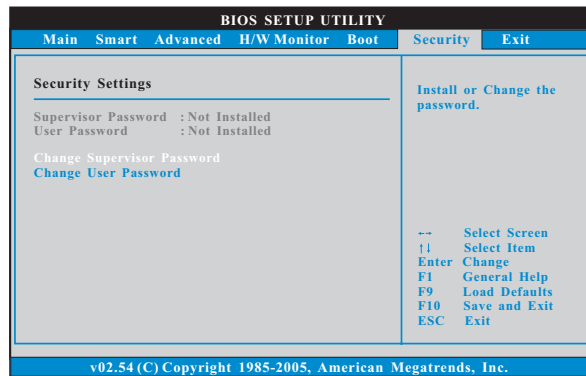 BIOS SETUP UTILITY
Main Smart Advanced H/W Monitor Boot Security Exit
Security Settings
Supervisor Password : Not Installed
User Password : Not Installed
Change Supervisor Password
Change User Password
Install or Change the
password.
←→ Select Screen
↑↓ Select Item
Enter Change
F1 General Help
F9 Load Defaults
F10 Save and Exit
ESC Exit
v02.54 (C) Copyright 1985-2005, American Megatrends, Inc.